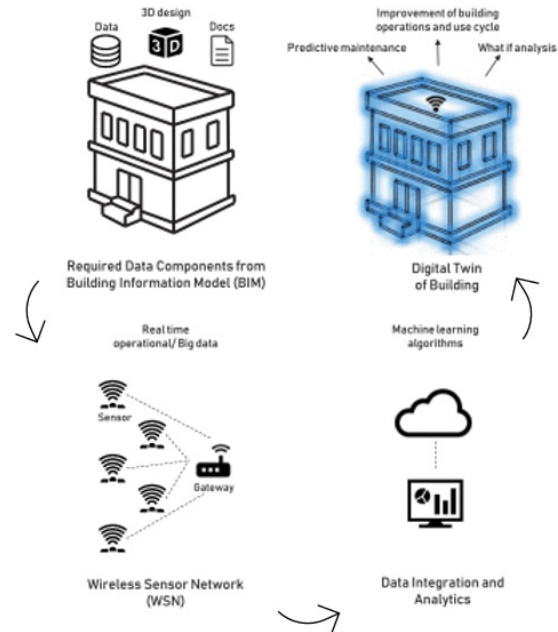 3D design
Data
3D
Docs
Required Data Components from
Building Information Model (BIM)
Improvement of building
operations and use cycle
Predictive maintenance
What if analysis
Digital Twin
of Building
Real time
operational/ Big data
Sensor
Gateway
Wireless Sensor Network
(WSN)
Machine learning
algorithms
Data Integration and
Analytics